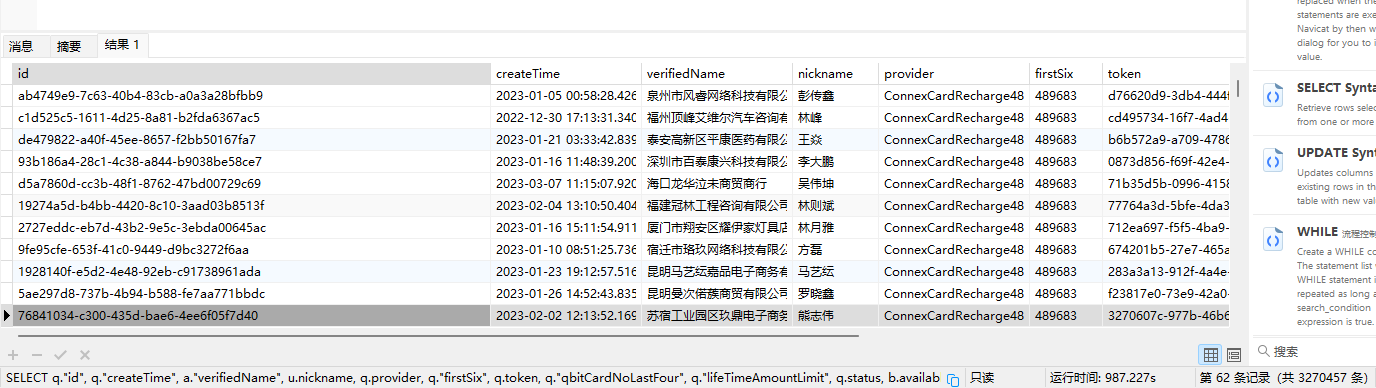 replaced when the
statements are exe
Navicat by then w
dialog for you to i
value.
消息 摘要 结果 1
id createTime verifiedName nickname provider firstSix token
ab4749e9-7c63-40b4-83cb-a0a3a28bfbb9 2023-01-05 00:58:28.426 泉州市风睿网络科技有限公 彭传鑫 ConnexCardRecharge48 489683 d76620d9-3db4-444f
c1d525c5-1611-4d25-8a81-b2fda6367ac5 2022-12-30 17:13:31.340 福州顶峰艾维尔汽车咨询有 林峰 ConnexCardRecharge48 489683 cd495734-16f7-4ad4
de479822-a40f-45ee-8657-f2bb50167fa7 2023-01-21 03:33:42.839 泰安高新区平康医药有限公 王焱 ConnexCardRecharge48 489683 b6b572a9-a709-4786
93b186a4-28c1-4c38-a844-b9038be58ce7 2023-01-16 11:48:39.200 深圳市百泰康兴科技有限公 李大鹏 ConnexCardRecharge48 489683 0873d856-f69f-42e4-
d5a7860d-cc3b-48f1-8762-47bd00729c69 2023-03-07 11:15:07.920 海口龙华泣未商贸商行 吴伟坤 ConnexCardRecharge48 489683 71b35d5b-0996-4158
19274a5d-b4bb-4420-8c10-3aad03b8513f 2023-02-04 13:10:50.404 福建冠林工程咨询有限公司 林则斌 ConnexCardRecharge48 489683 77764a3d-5bfe-4da3
2727eddc-eb7d-43b2-9e5c-3ebda00645ac 2023-01-16 15:11:54.911 厦门市翔安区耀伊家灯具店 林月雅 ConnexCardRecharge48 489683 712ea697-f5f5-4ba9-
9fe95cfe-653f-41c0-9449-d9bc3272f6aa 2023-01-10 08:51:25.736 宿迁市珞玖网络科技有限公 方磊 ConnexCardRecharge48 489683 674201b5-27e7-465a
1928140f-e5d2-4e48-92eb-c91738961ada 2023-01-23 19:12:57.516 昆明马艺纭嘉品电子商务有 马艺纭 ConnexCardRecharge48 489683 283a3a13-912f-4a4e-
5ae297d8-737b-4b94-b588-fe7aa771bbdc 2023-01-26 14:52:43.835 昆明曼次偌蔟商贸有限公司 罗晓鑫 ConnexCardRecharge48 489683 f23817e0-73e9-42a0-
76841034-c300-435d-bae6-4ee6f05f7d40 2023-02-02 12:13:52.169 苏宿工业园区玖鼎电子商务 熊志伟 ConnexCardRecharge48 489683 3270607c-977b-46b6
SELECT Synta
Retrieve rows selec
from one or more
UPDATE Synt
Updates columns
existing rows in th
table with new val
WHILE 流程控制
Create a WHILE co
The statement list
WHILE statement i
repeated as long a
search_condition
expression is true.
搜索
SELECT q."id", q."createTime", a."verifiedName", u.nickname, q.provider, q."firstSix", q.token, q."qbitCardNoLastFour", q."lifeTimeAmountLimit", q.status, b.availab 只读 运行时间: 987.227s 第 62 条记录 (共 3270457 条)